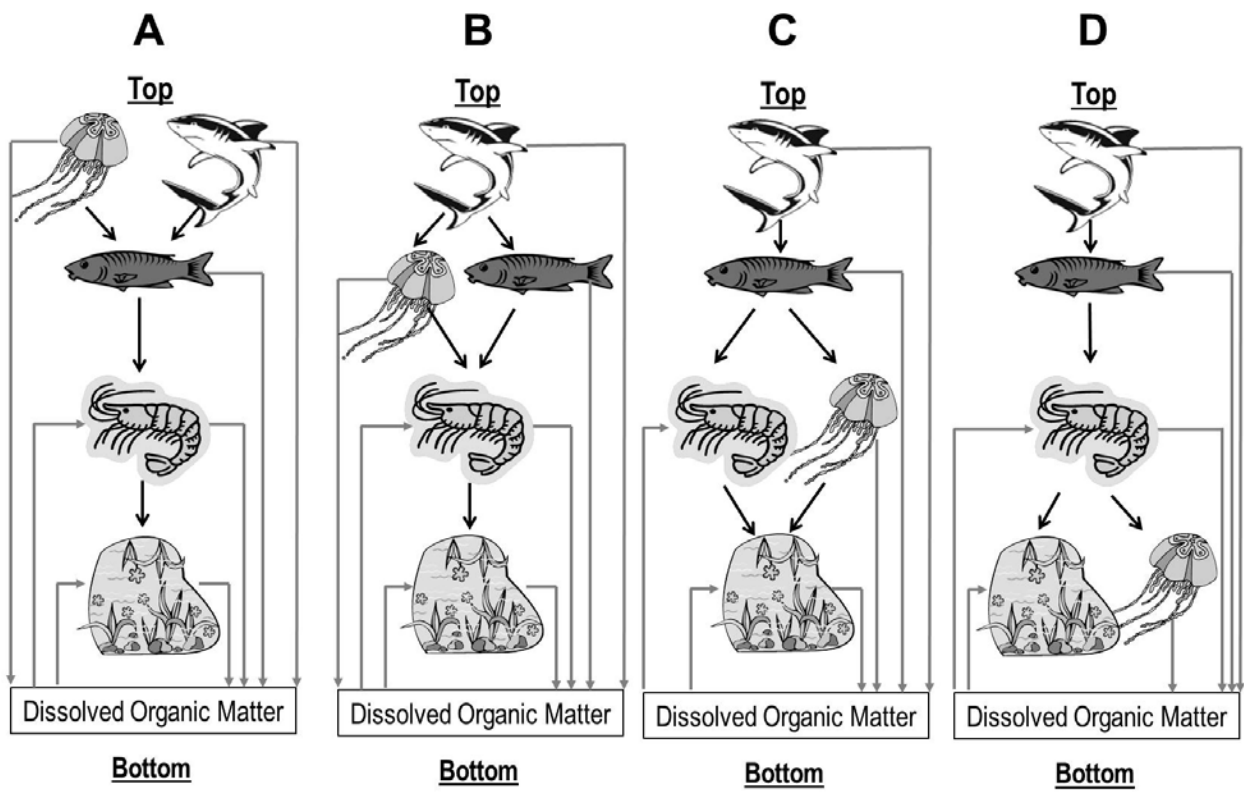 A
B
C
D
Top
Top
Top
Top
Dissolved Organic Matter
Dissolved Organic Matter
Dissolved Organic Matter
Dissolved Organic Matter
Bottom
Bottom
Bottom
Bottom